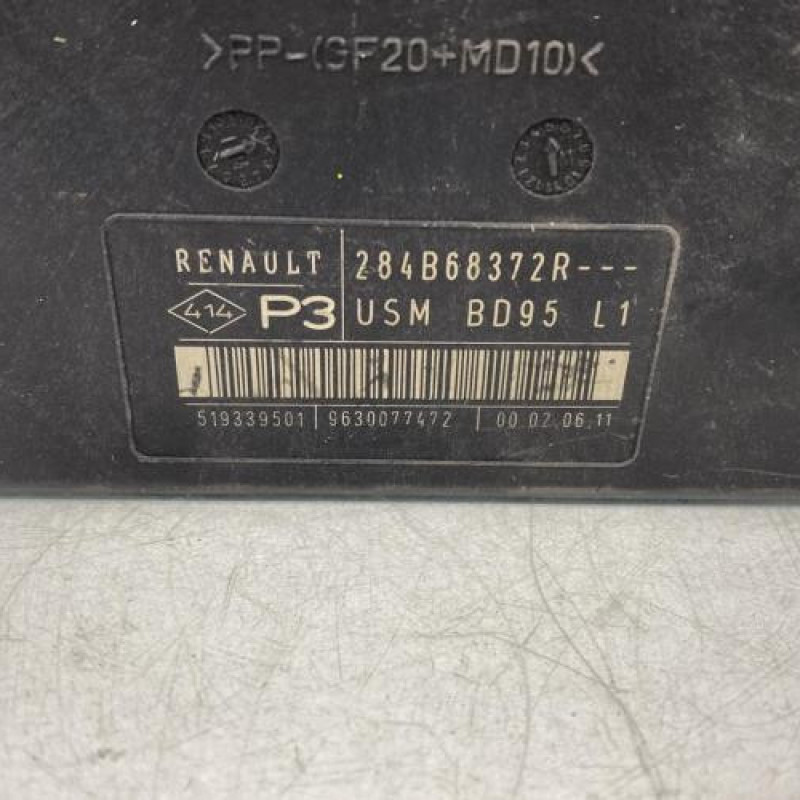 >PP-(GF20+MD10)<
RENAULT 284B68372R---
414 P3 USM BD95 L1
519339501 9630077472 00.02.06.11